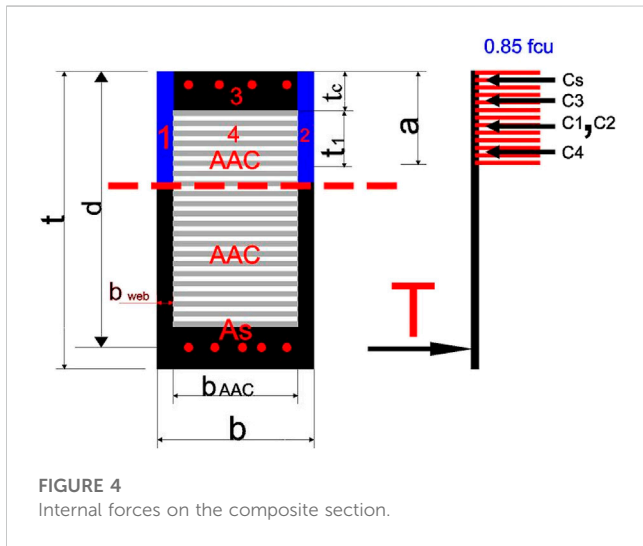 0.85 fcu
Cs
C3
C1,C2
C4
a
T
3
tc
1
4
2
AAC
t1
t
d
AAC
b web
As
b AAC
b
FIGURE 4
Internal forces on the composite section.